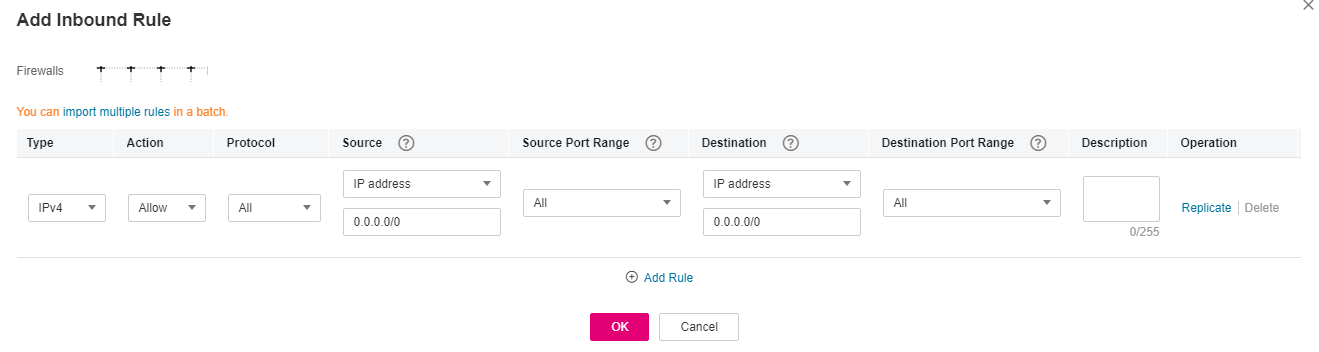 Add Inbound Rule
Firewalls
You can import multiple rules in a batch.
Type Action Protocol Source ? Source Port Range ? Destination ? Destination Port Range ? Description Operation
IP address IP address
IPv4 Allow All All All Replicate Delete
0.0.0.0/0 0.0.0.0/0
0/255
Add Rule
OK Cancel